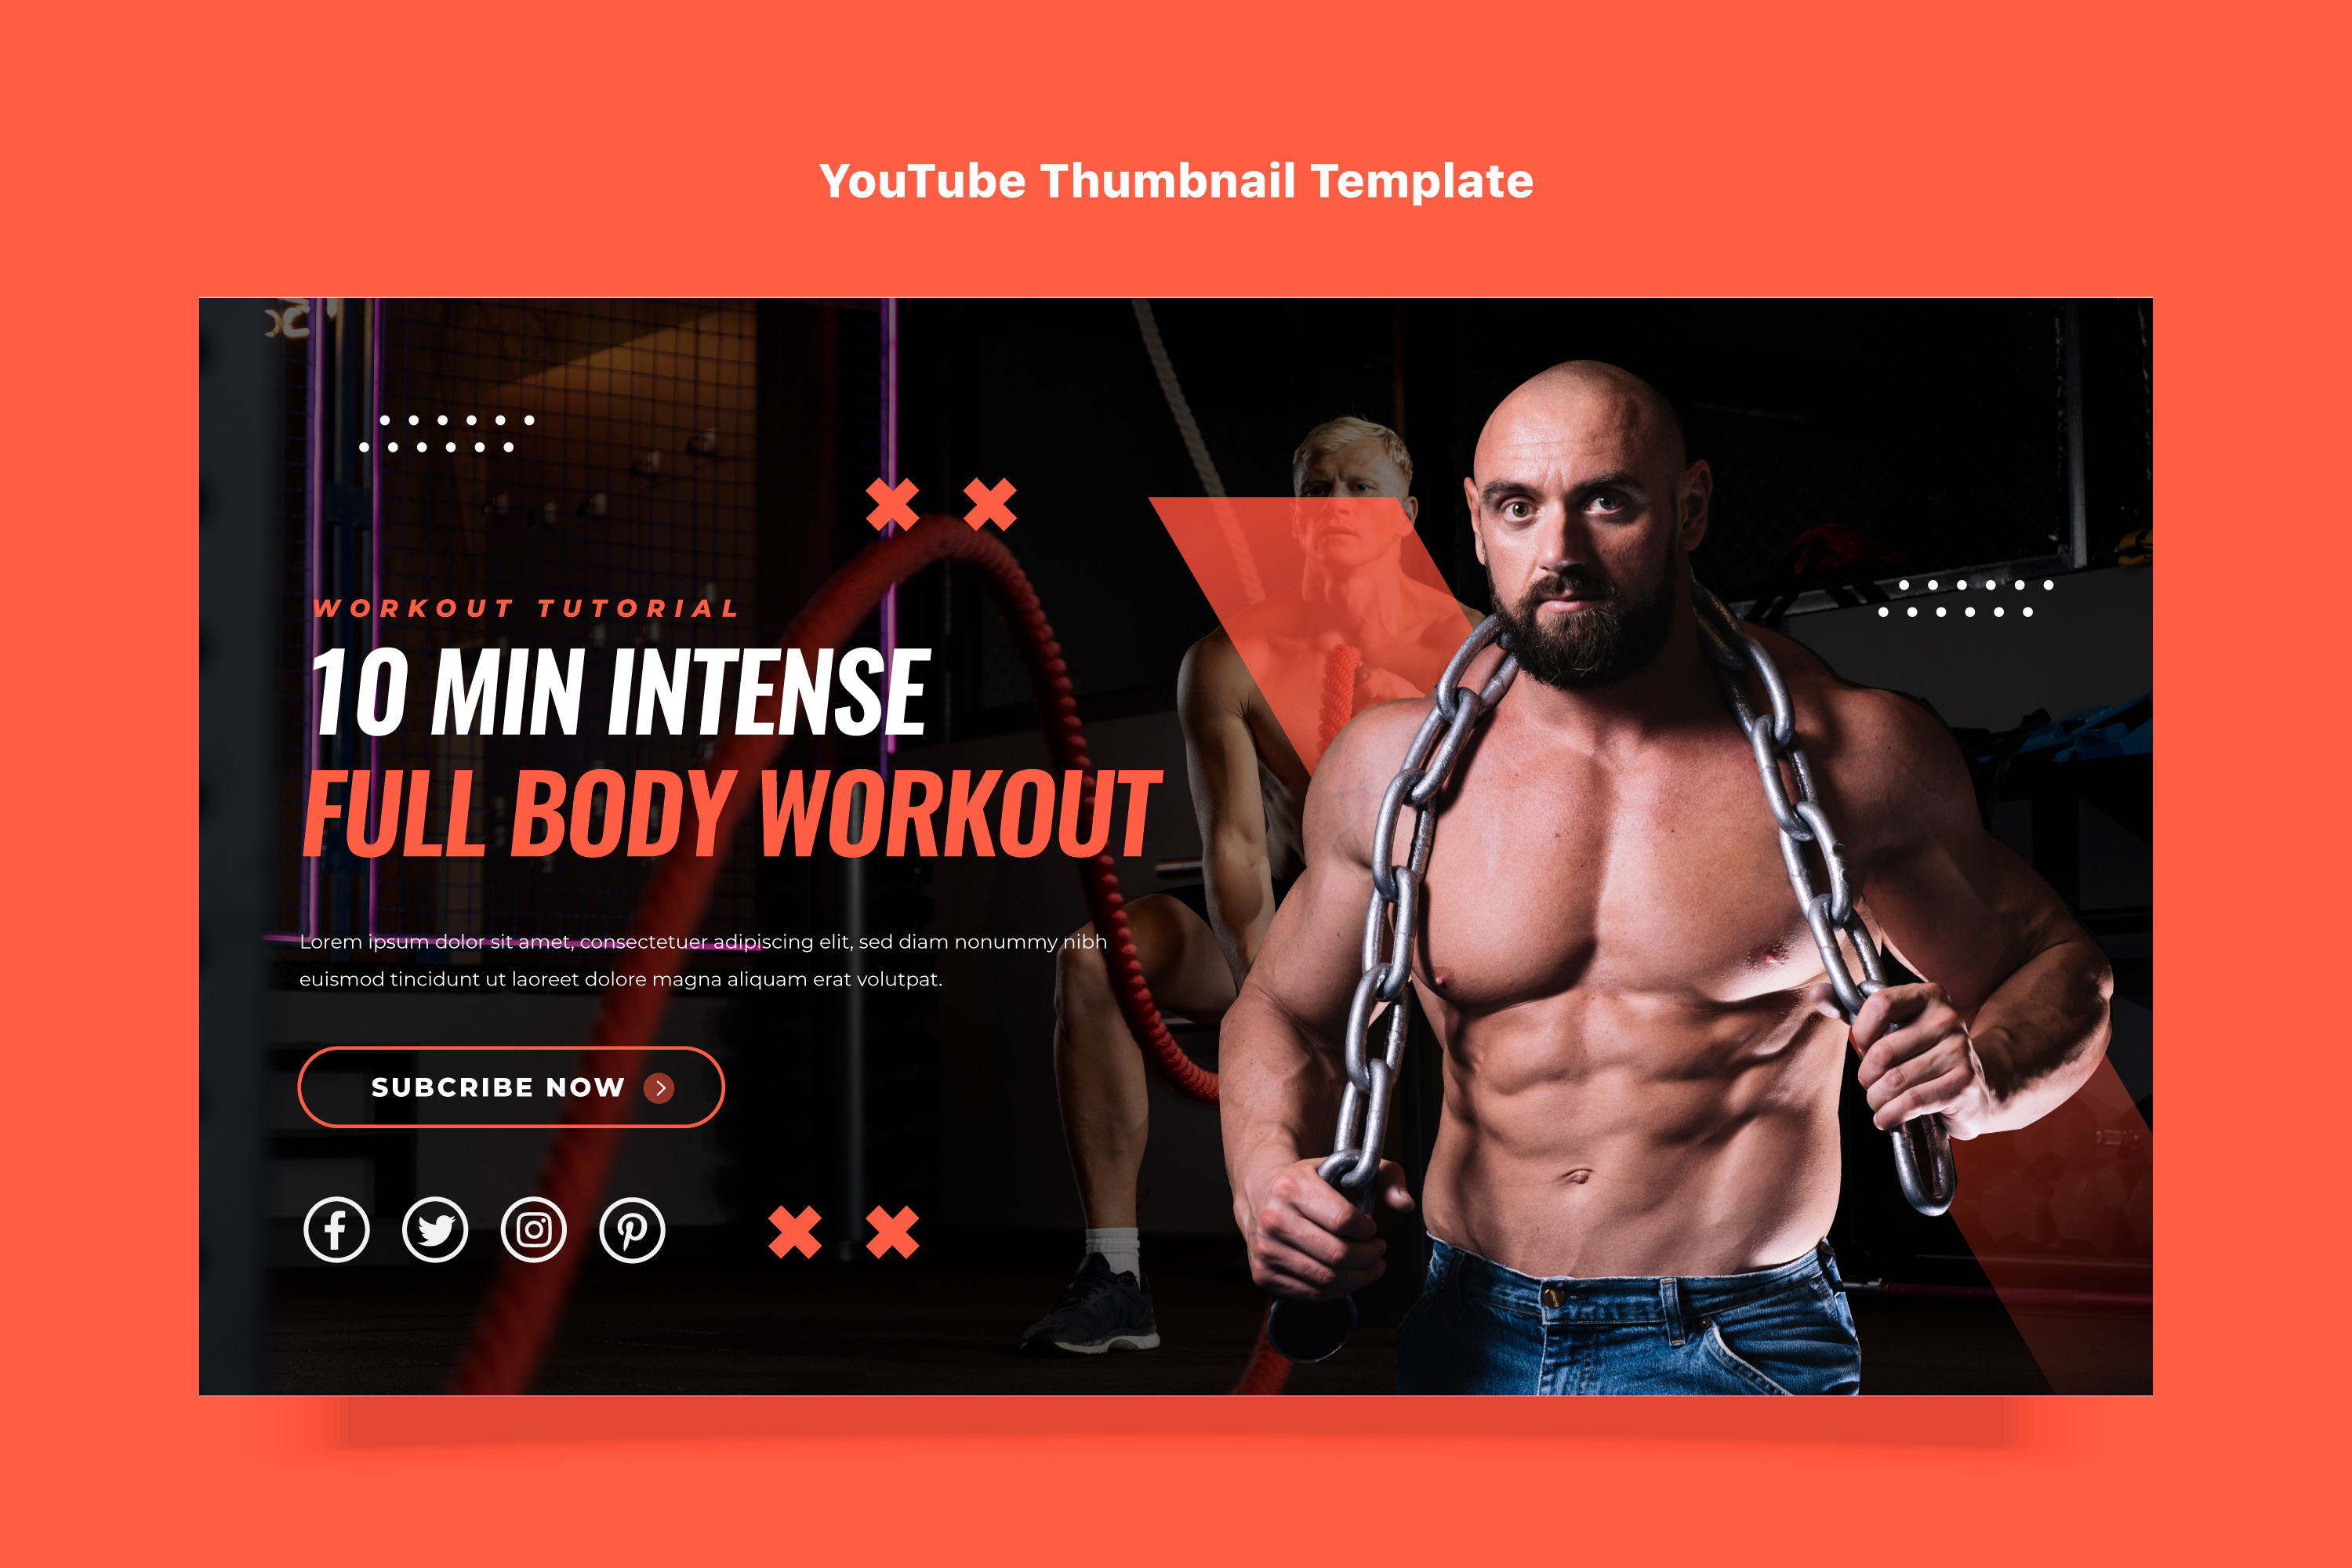 YouTube Thumbnail Template
WORKOUT TUTORIAL
10 MIN INTENSE
FULL BODY WORKOUT
Lorem ipsum dolor sit amet, consectetuer adipiscing elit, sed diam nonummy nibh
euismod tincidunt ut laoreet dolore magna aliquam erat volutpat.
SUBCRIBE NOW